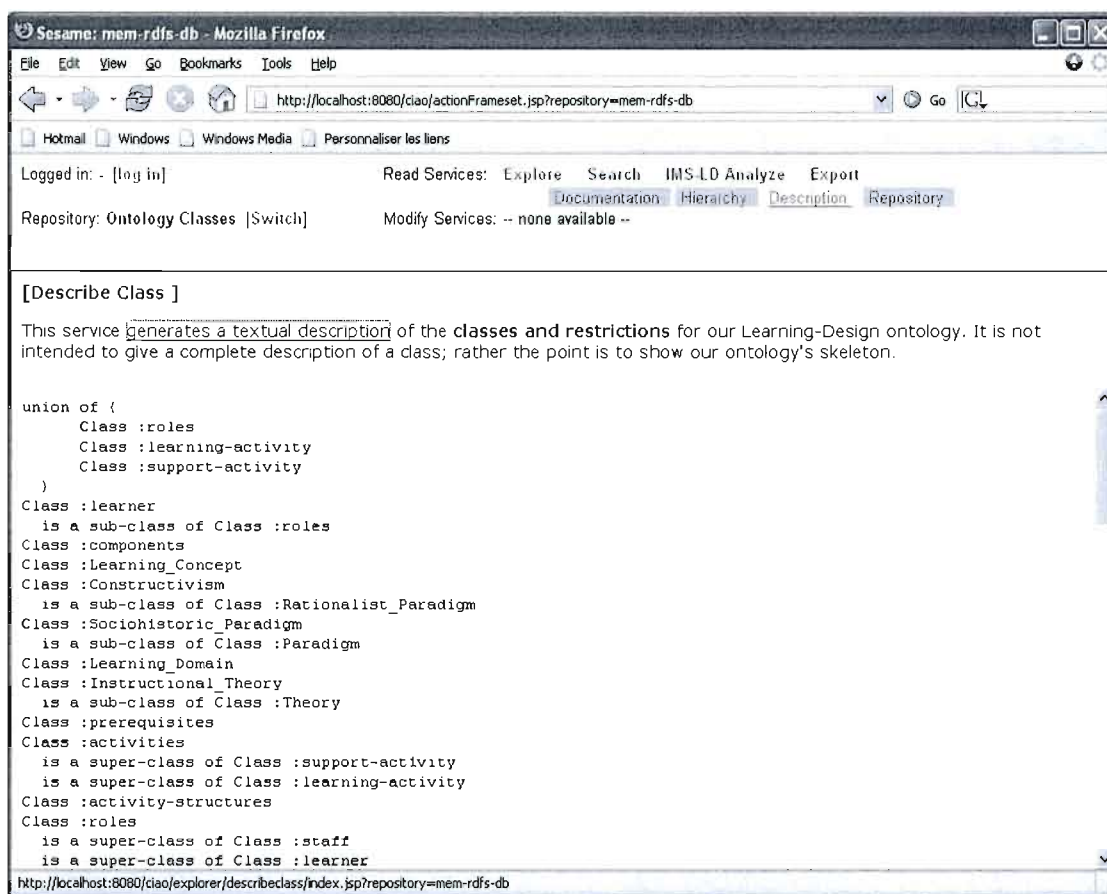 Sesame: mem-rdfs-db - Mozilla Firefox
File Edit View Go Bookmarks Tools Help
http://localhost:8080/ciao/actionFrameset.jsp?repository=mem-rdfs-db Go
Hotmail Windows Windows Media Personnaliser les liens
Logged in: - [log in] Read Services: Explore Search IMS-LD Analyze Export
Documentation Hierarchy Description Repository
Repository: Ontology Classes [Switch] Modify Services: -- none available --
[Describe Class ]
This service generates a textual description of the classes and restrictions for our Learning-Design ontology. It is not
intended to give a complete description of a class; rather the point is to show our ontology's skeleton.
union of {
Class :roles
Class :learning-activity
Class :support-activity
}
Class :learner
is a sub-class of Class :roles
Class :components
Class :Learning_Concept
Class :Constructivism
is a sub-class of Class :Rationalist_Paradigm
Class :Sociohistoric_Paradigm
is a sub-class of Class :Paradigm
Class :Learning_Domain
Class :Instructional_Theory
is a sub-class of Class :Theory
Class :prerequisites
Class :activities
is a super-class of Class :support-activity
is a super-class of Class :learning-activity
Class :activity-structures
Class :roles
is a super-class of Class :staff
is a super-class of Class :learner
http://localhost:8080/ciao/explorer/describeclass/index.jsp?repository=mem-rdfs-db